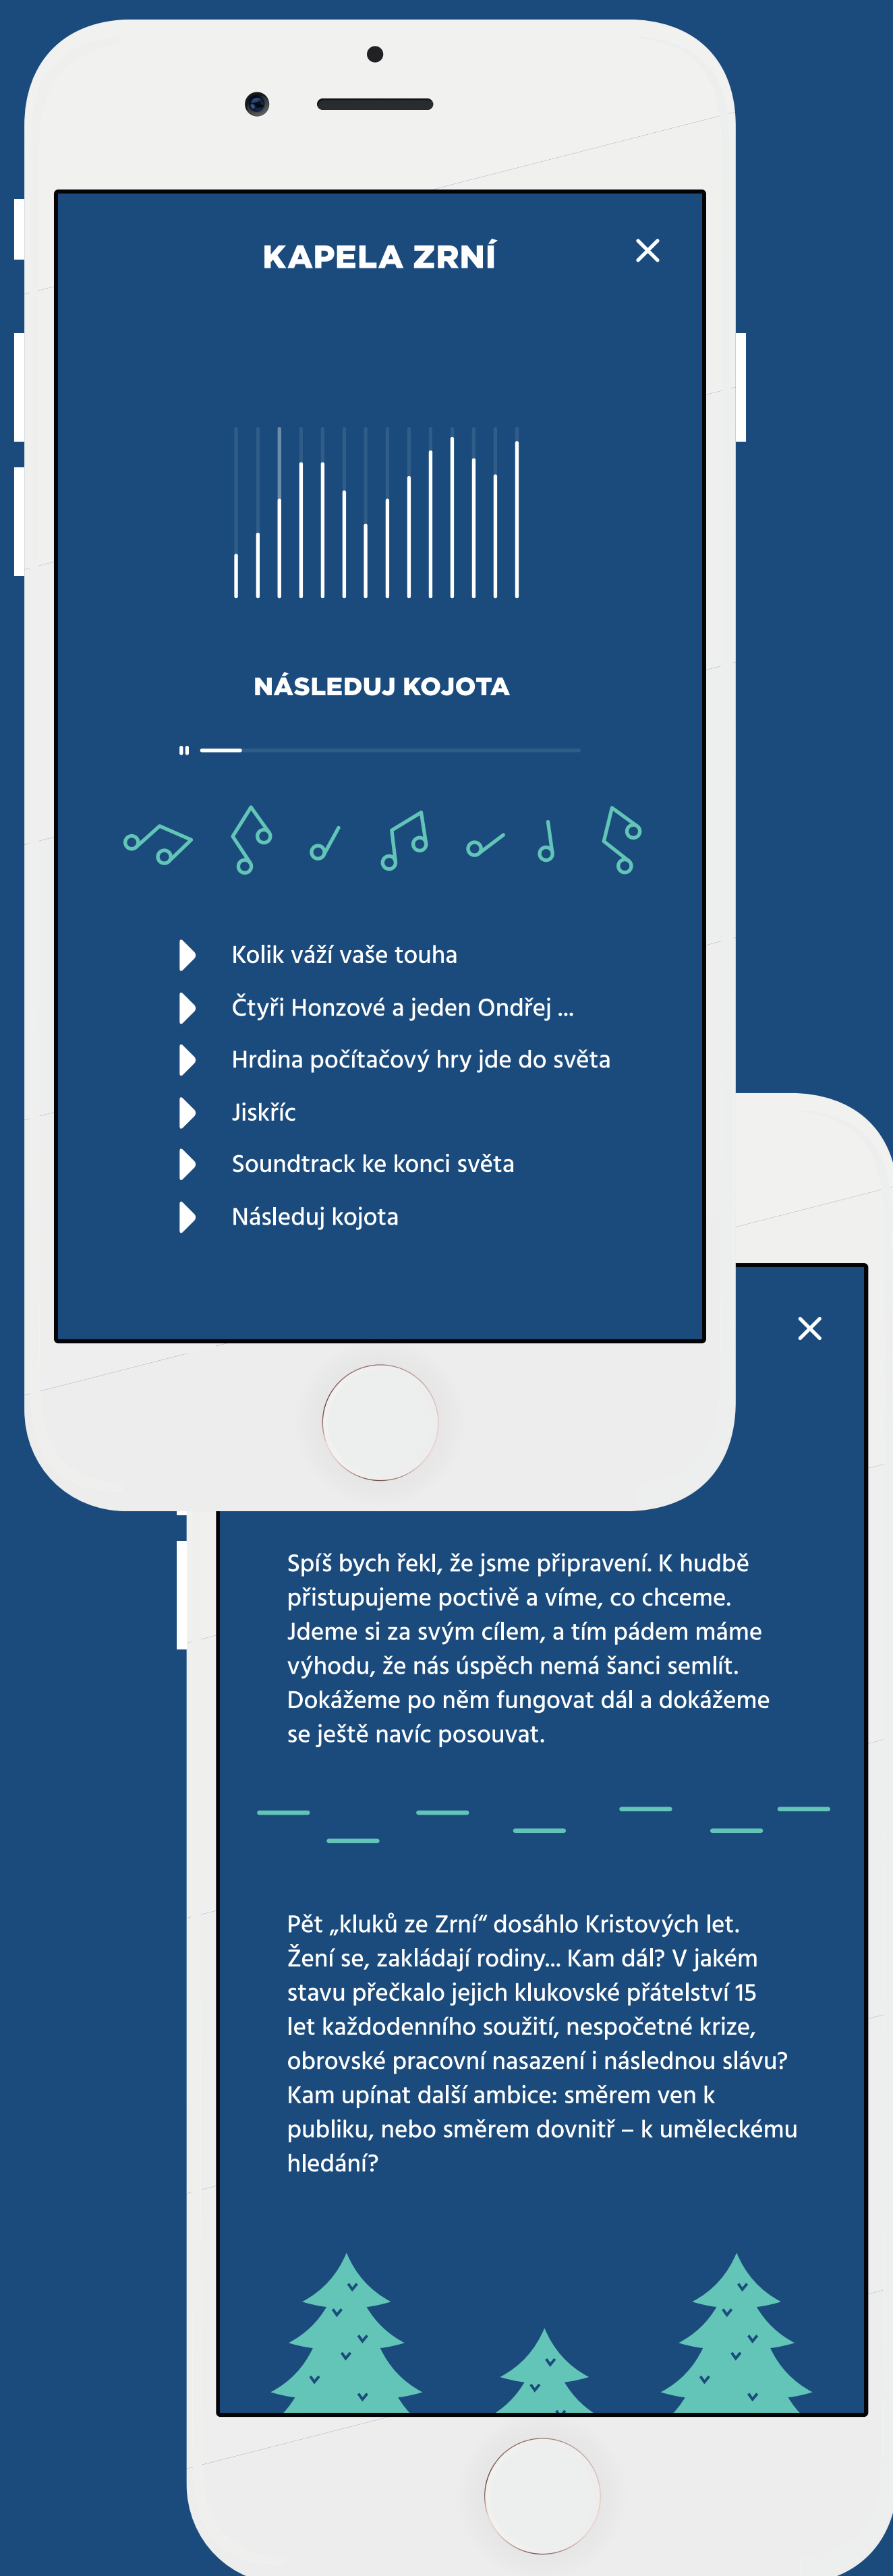 KAPELA ZRNÍ
NÁSLEDUJ KOJOTA
Kolik váží vaše touha
Čtyři Honzové a jeden Ondřej ...
Hrdina počítačový hry jde do světa
Jiskříc
Soundtrack ke konci světa
Následuj kojota
Spíš bych řekl, že jsme připravení. K hudbě
přistupujeme poctivě a víme, co chceme.
Jdeme si za svým cílem, a tím pádem máme
výhodu, že nás úspěch nemá šanci semlít.
Dokážeme po něm fungovat dál a dokážeme
se ještě navíc posouvat.
Pět „kluků ze Zrní“ dosáhlo Kristových let.
Žení se, zakládají rodiny... Kam dál? V jakém
stavu přečkalo jejich klukovské přátelství 15
let každodenního soužití, nespočetné krize,
obrovské pracovní nasazení i následnou slávu?
Kam upínat další ambice: směrem ven k
publiku, nebo směrem dovnitř – k uměleckému
hledání?